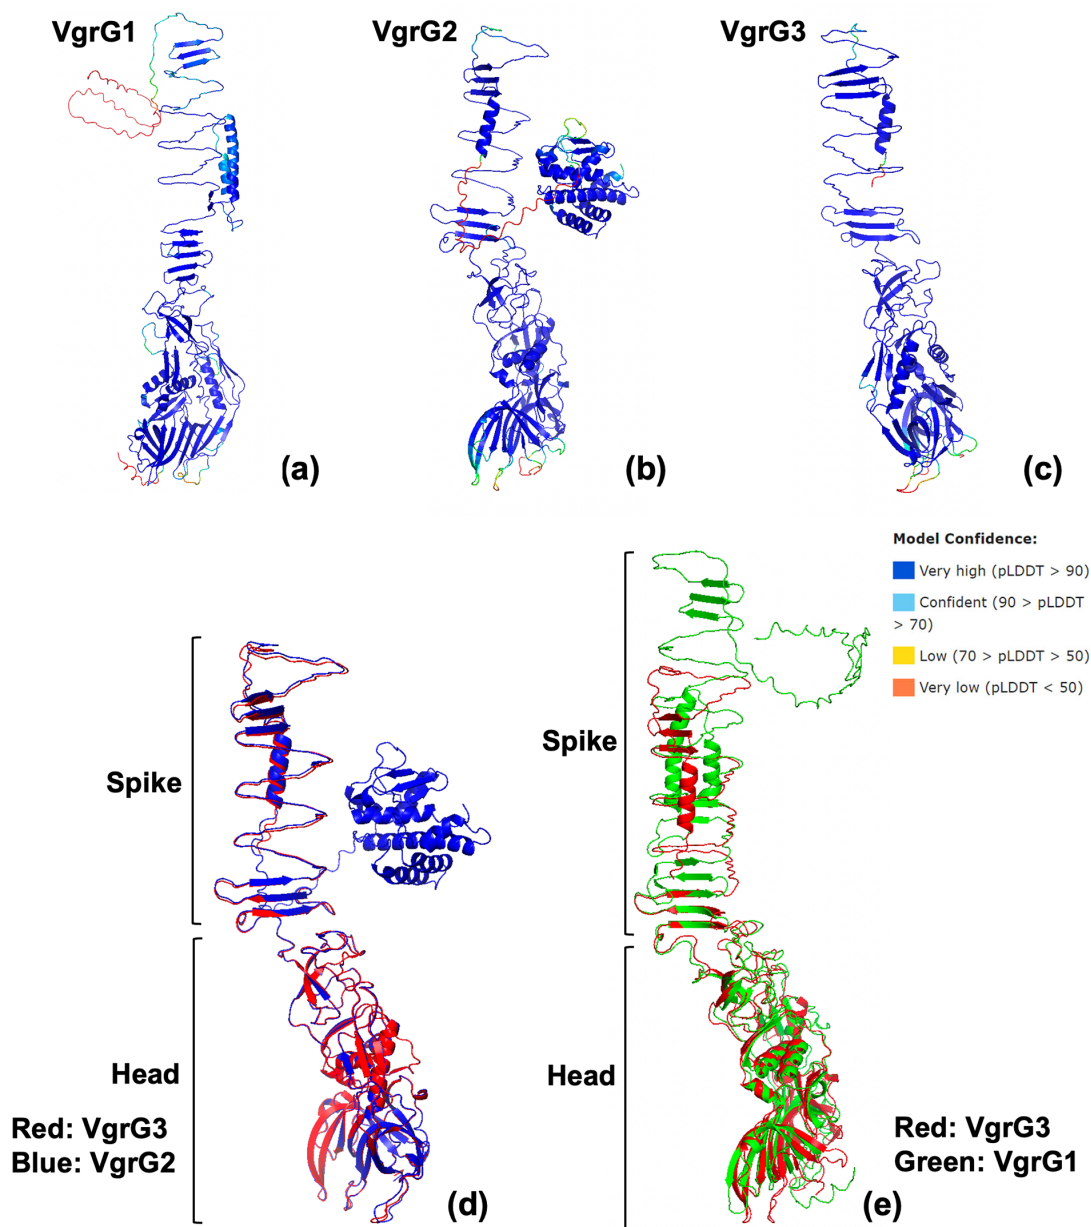 VgrG1
VgrG2
VgrG3
(a)
(b)
(c)
Model Confidence:
Very high (pLDDT > 90)
Confident (90 > pLDDT
> 70)
Low (70 > pLDDT > 50)
Very low (pLDDT < 50)
Spike
Head
Red: VgrG3
Blue: VgrG2
(d)
Spike
Head
Red: VgrG3
Green: VgrG1
(e)